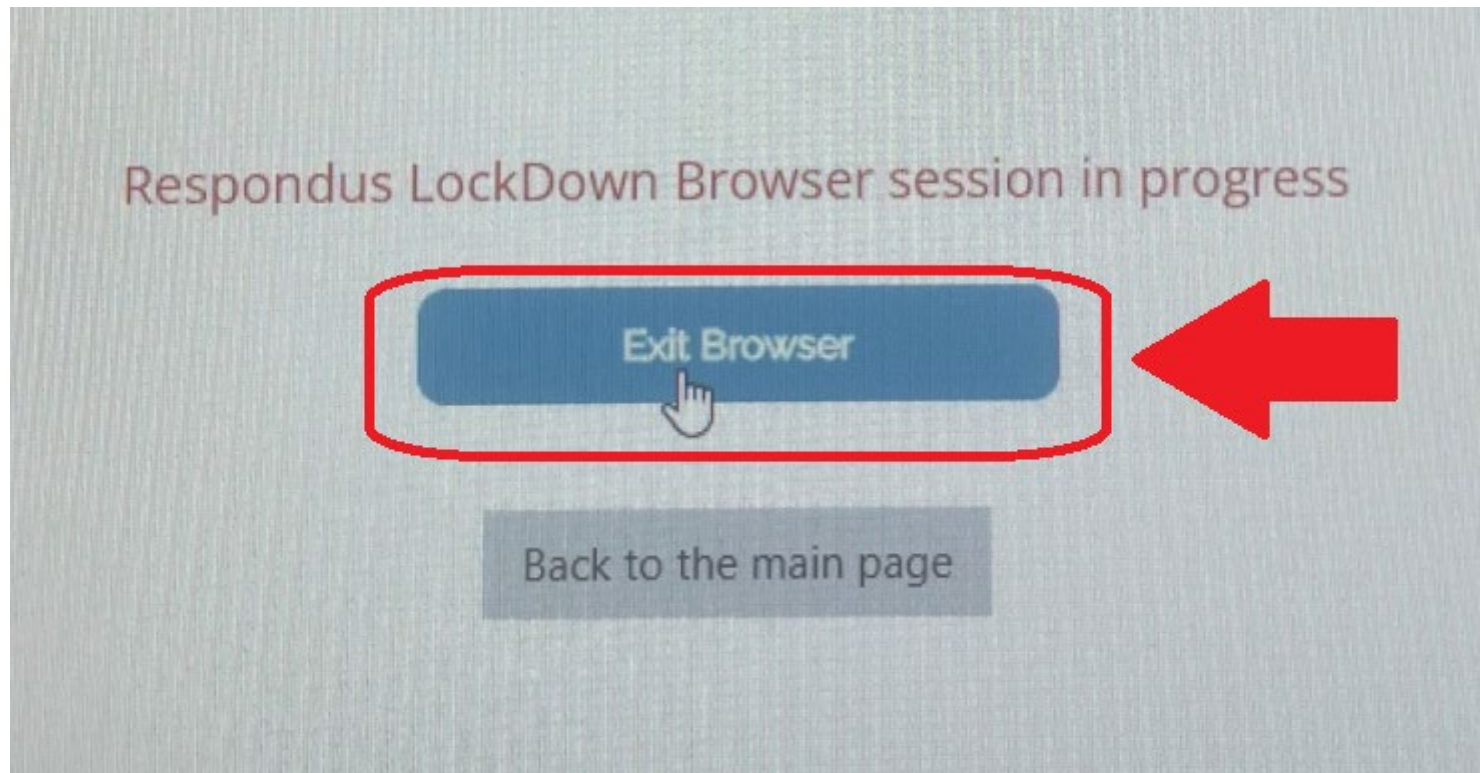 Respondus LockDown Browser session in progress
Exit Browser
Back to the main page